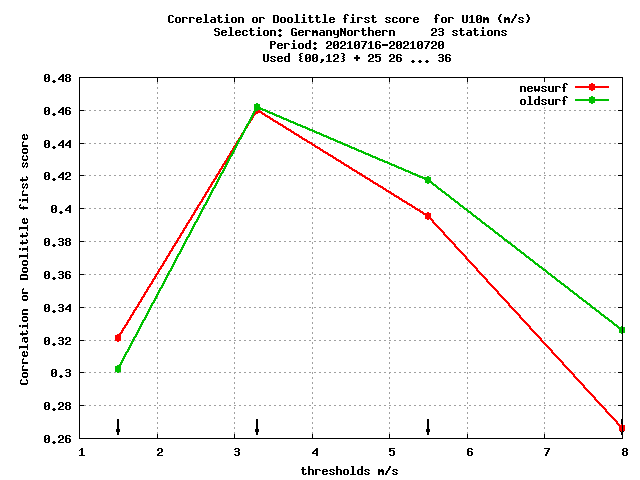 Correlation or Doolittle first score  for U10m (m/s)
Selection: GermanyNorthern     23 stations
Period: 20210716-20210720
Used {00,12} + 25 26 ... 36
newsurf
oldsurf
Correlation or Doolittle first score
0.48
0.46
0.44
0.42
0.4
0.38
0.36
0.34
0.32
0.3
0.28
0.26
1 2 3 4 5 6 7 8
thresholds m/s